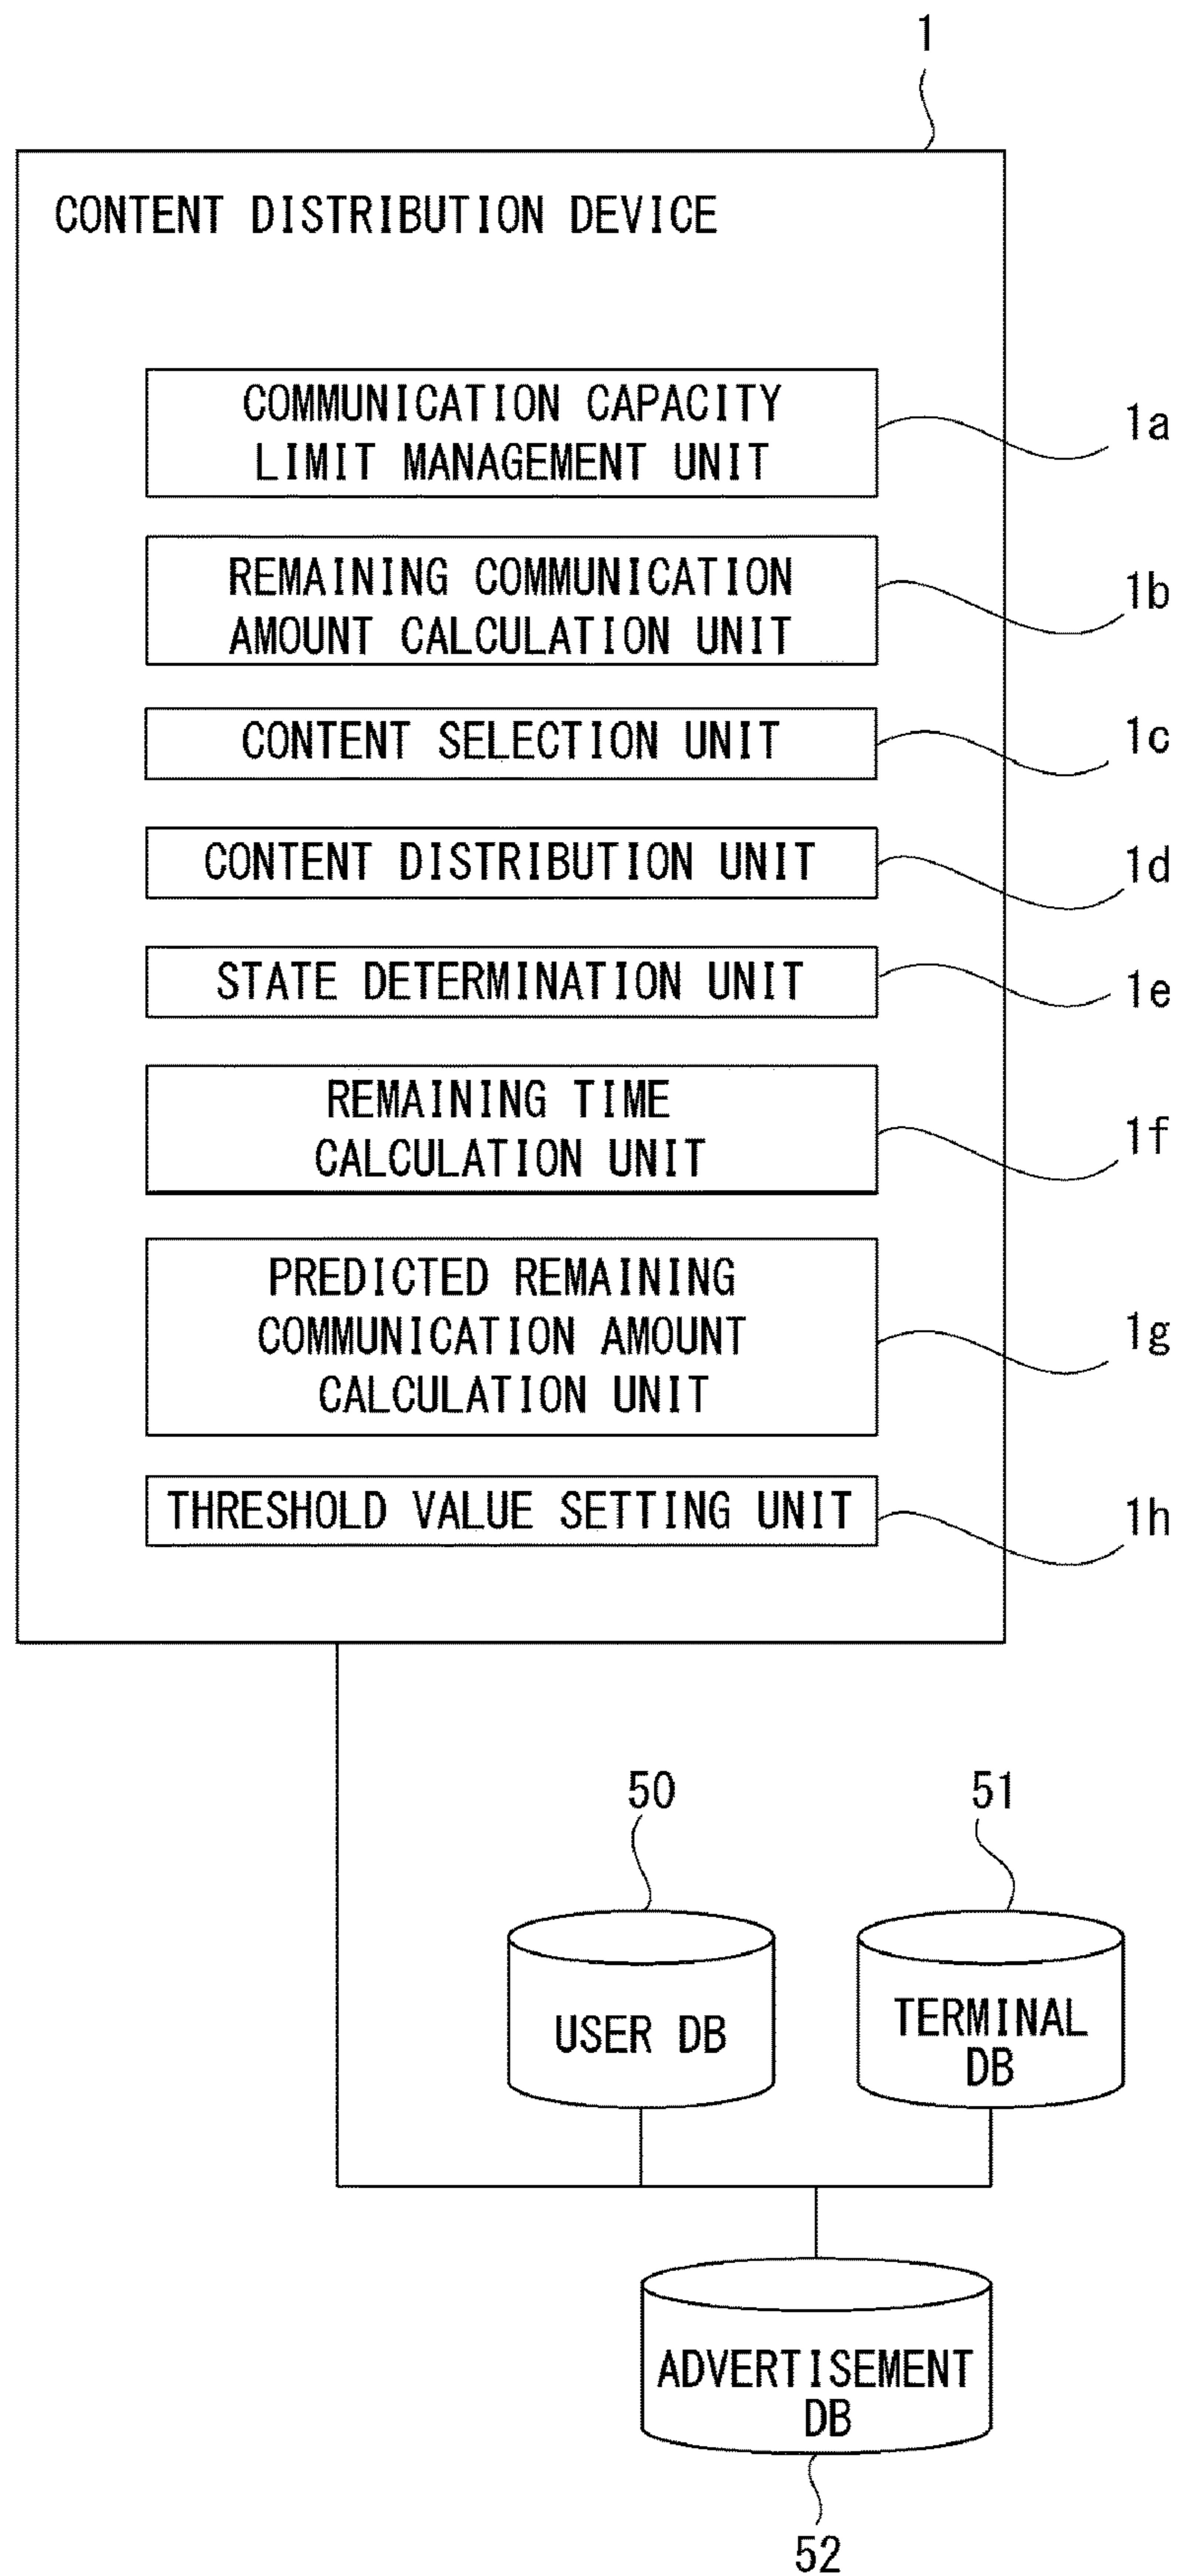 1
CONTENT DISTRIBUTION DEVICE
COMMUNICATION CAPACITY
LIMIT MANAGEMENT UNIT
1a
REMAINING COMMUNICATION
AMOUNT CALCULATION UNIT
1b
CONTENT SELECTION UNIT
1c
CONTENT DISTRIBUTION UNIT
1d
STATE DETERMINATION UNIT
1e
REMAINING TIME
CALCULATION UNIT
1f
PREDICTED REMAINING
COMMUNICATION AMOUNT
CALCULATION UNIT
1g
THRESHOLD VALUE SETTING UNIT
1h
50
51
USER DB
TERMINAL
DB
ADVERTISEMENT
DB
52